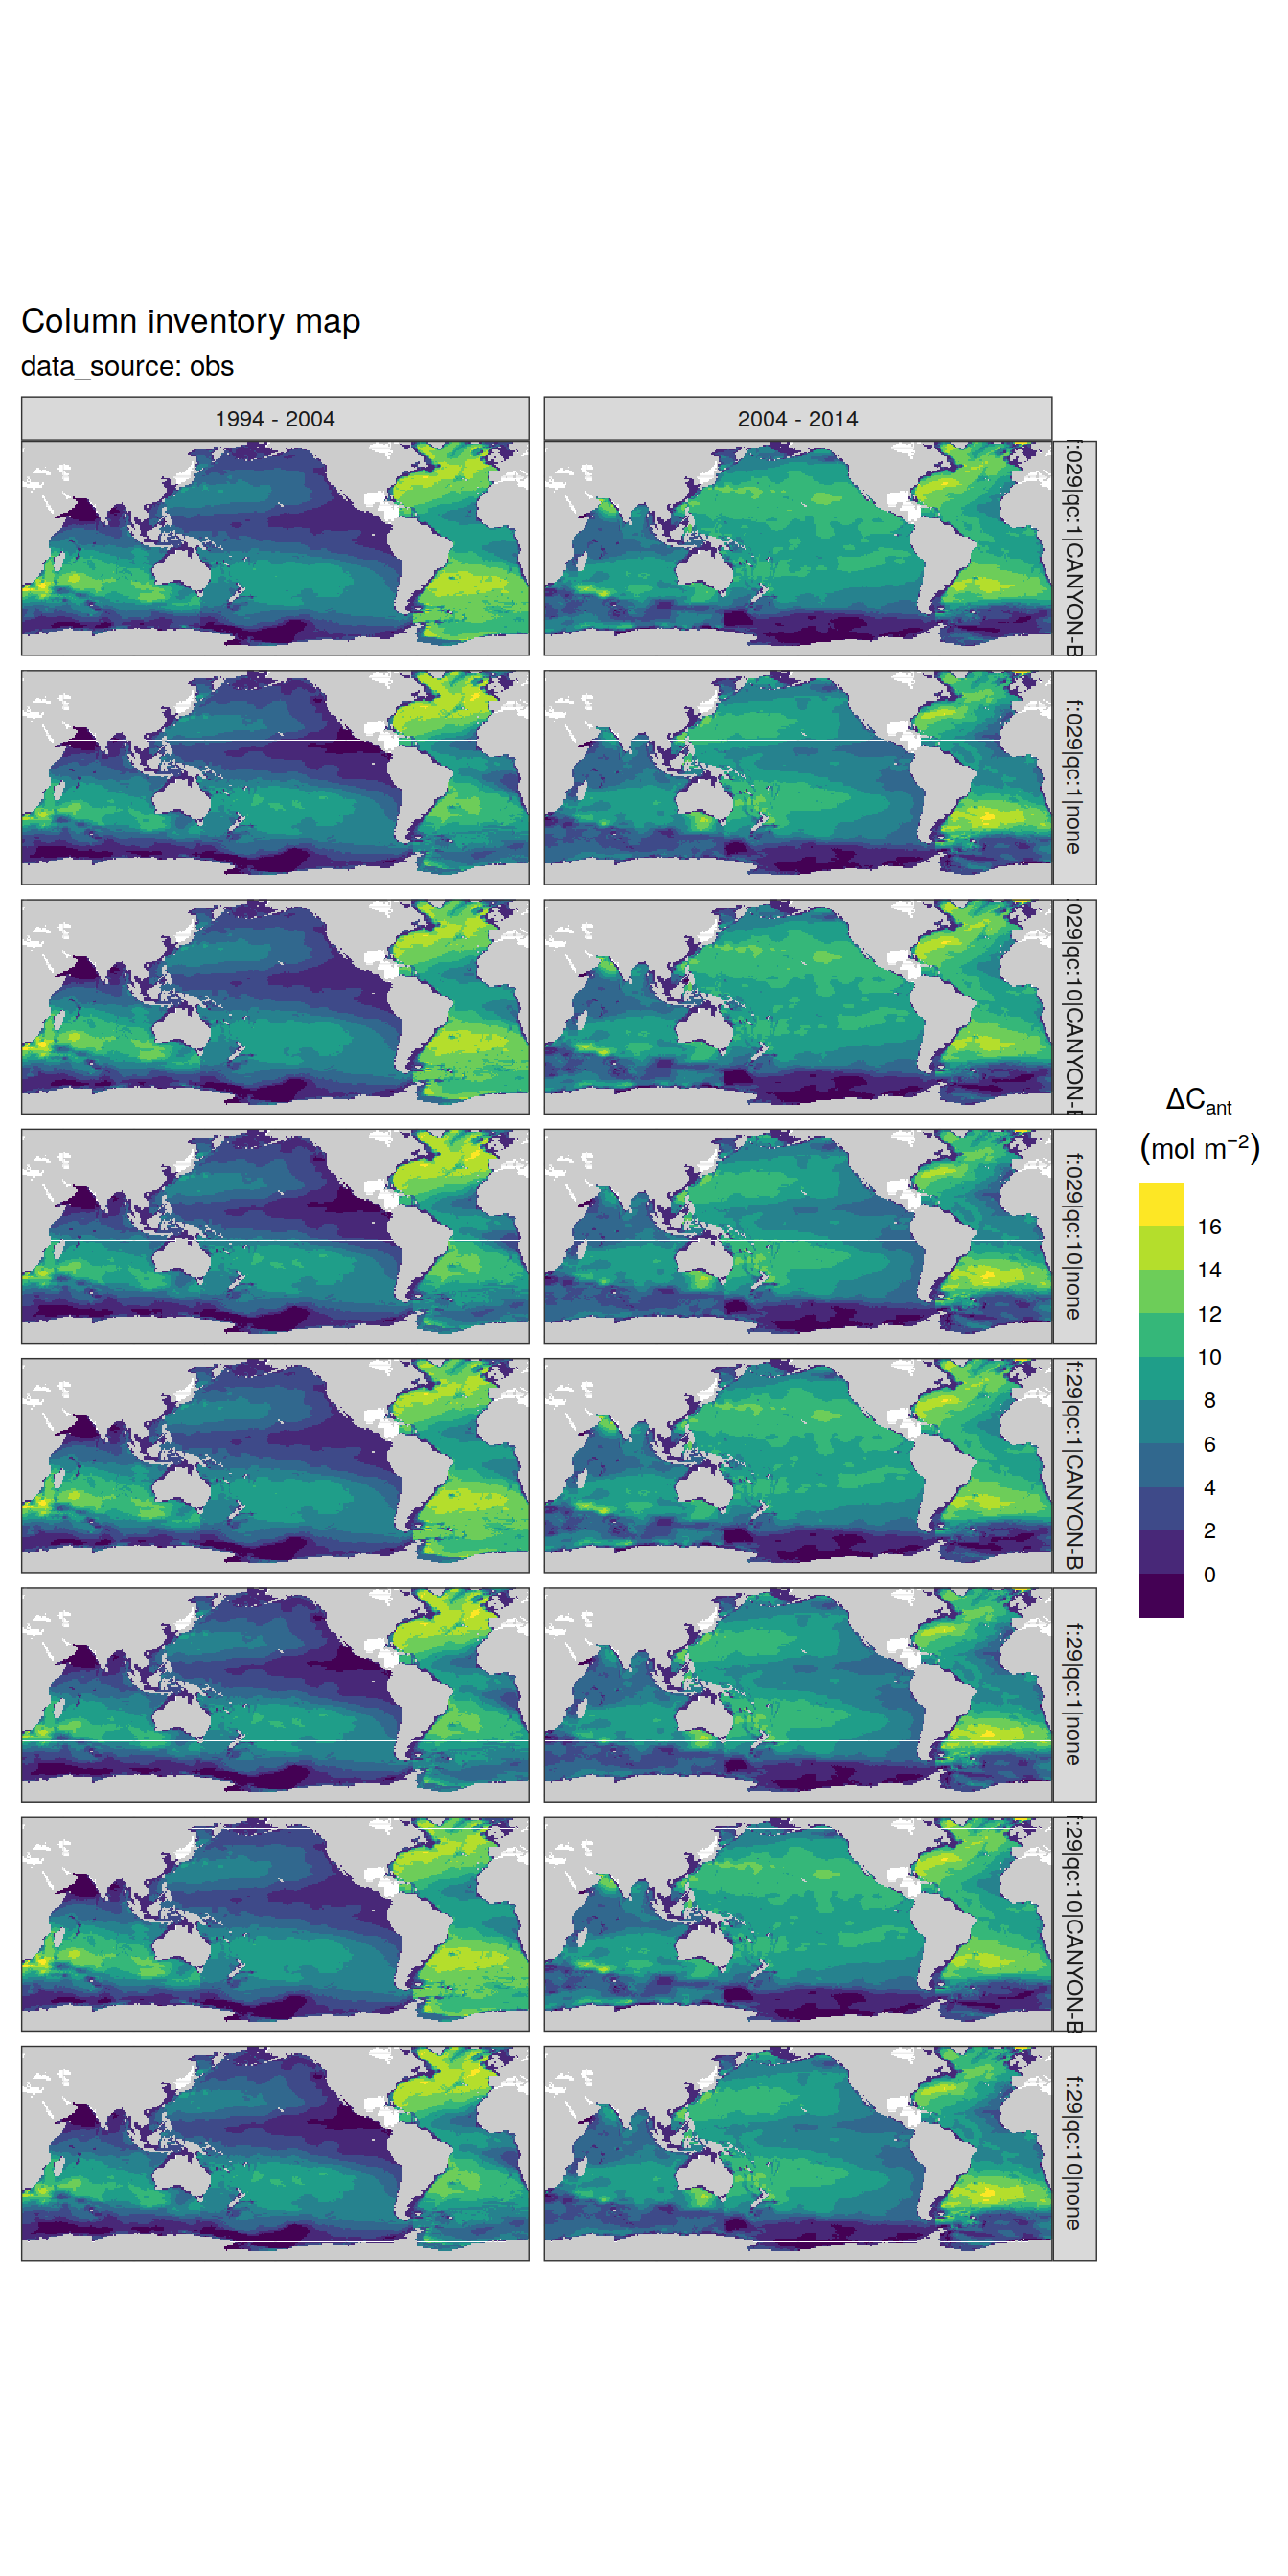 Column inventory map
data_source: obs
1994 - 2004
2004 - 2014
f:029|qc:1|CANYON-B
f:029|qc:1|none
:029|qc:10|CANYON-B
f:029|qc:10|none
f:29|qc:1|CANYON-B
f:29|qc:1|none
f:29|qc:10|CANYON-B
f:29|qc:10|none
ΔCant
(mol m−2)
16
14
12
10
8
6
4
2
0